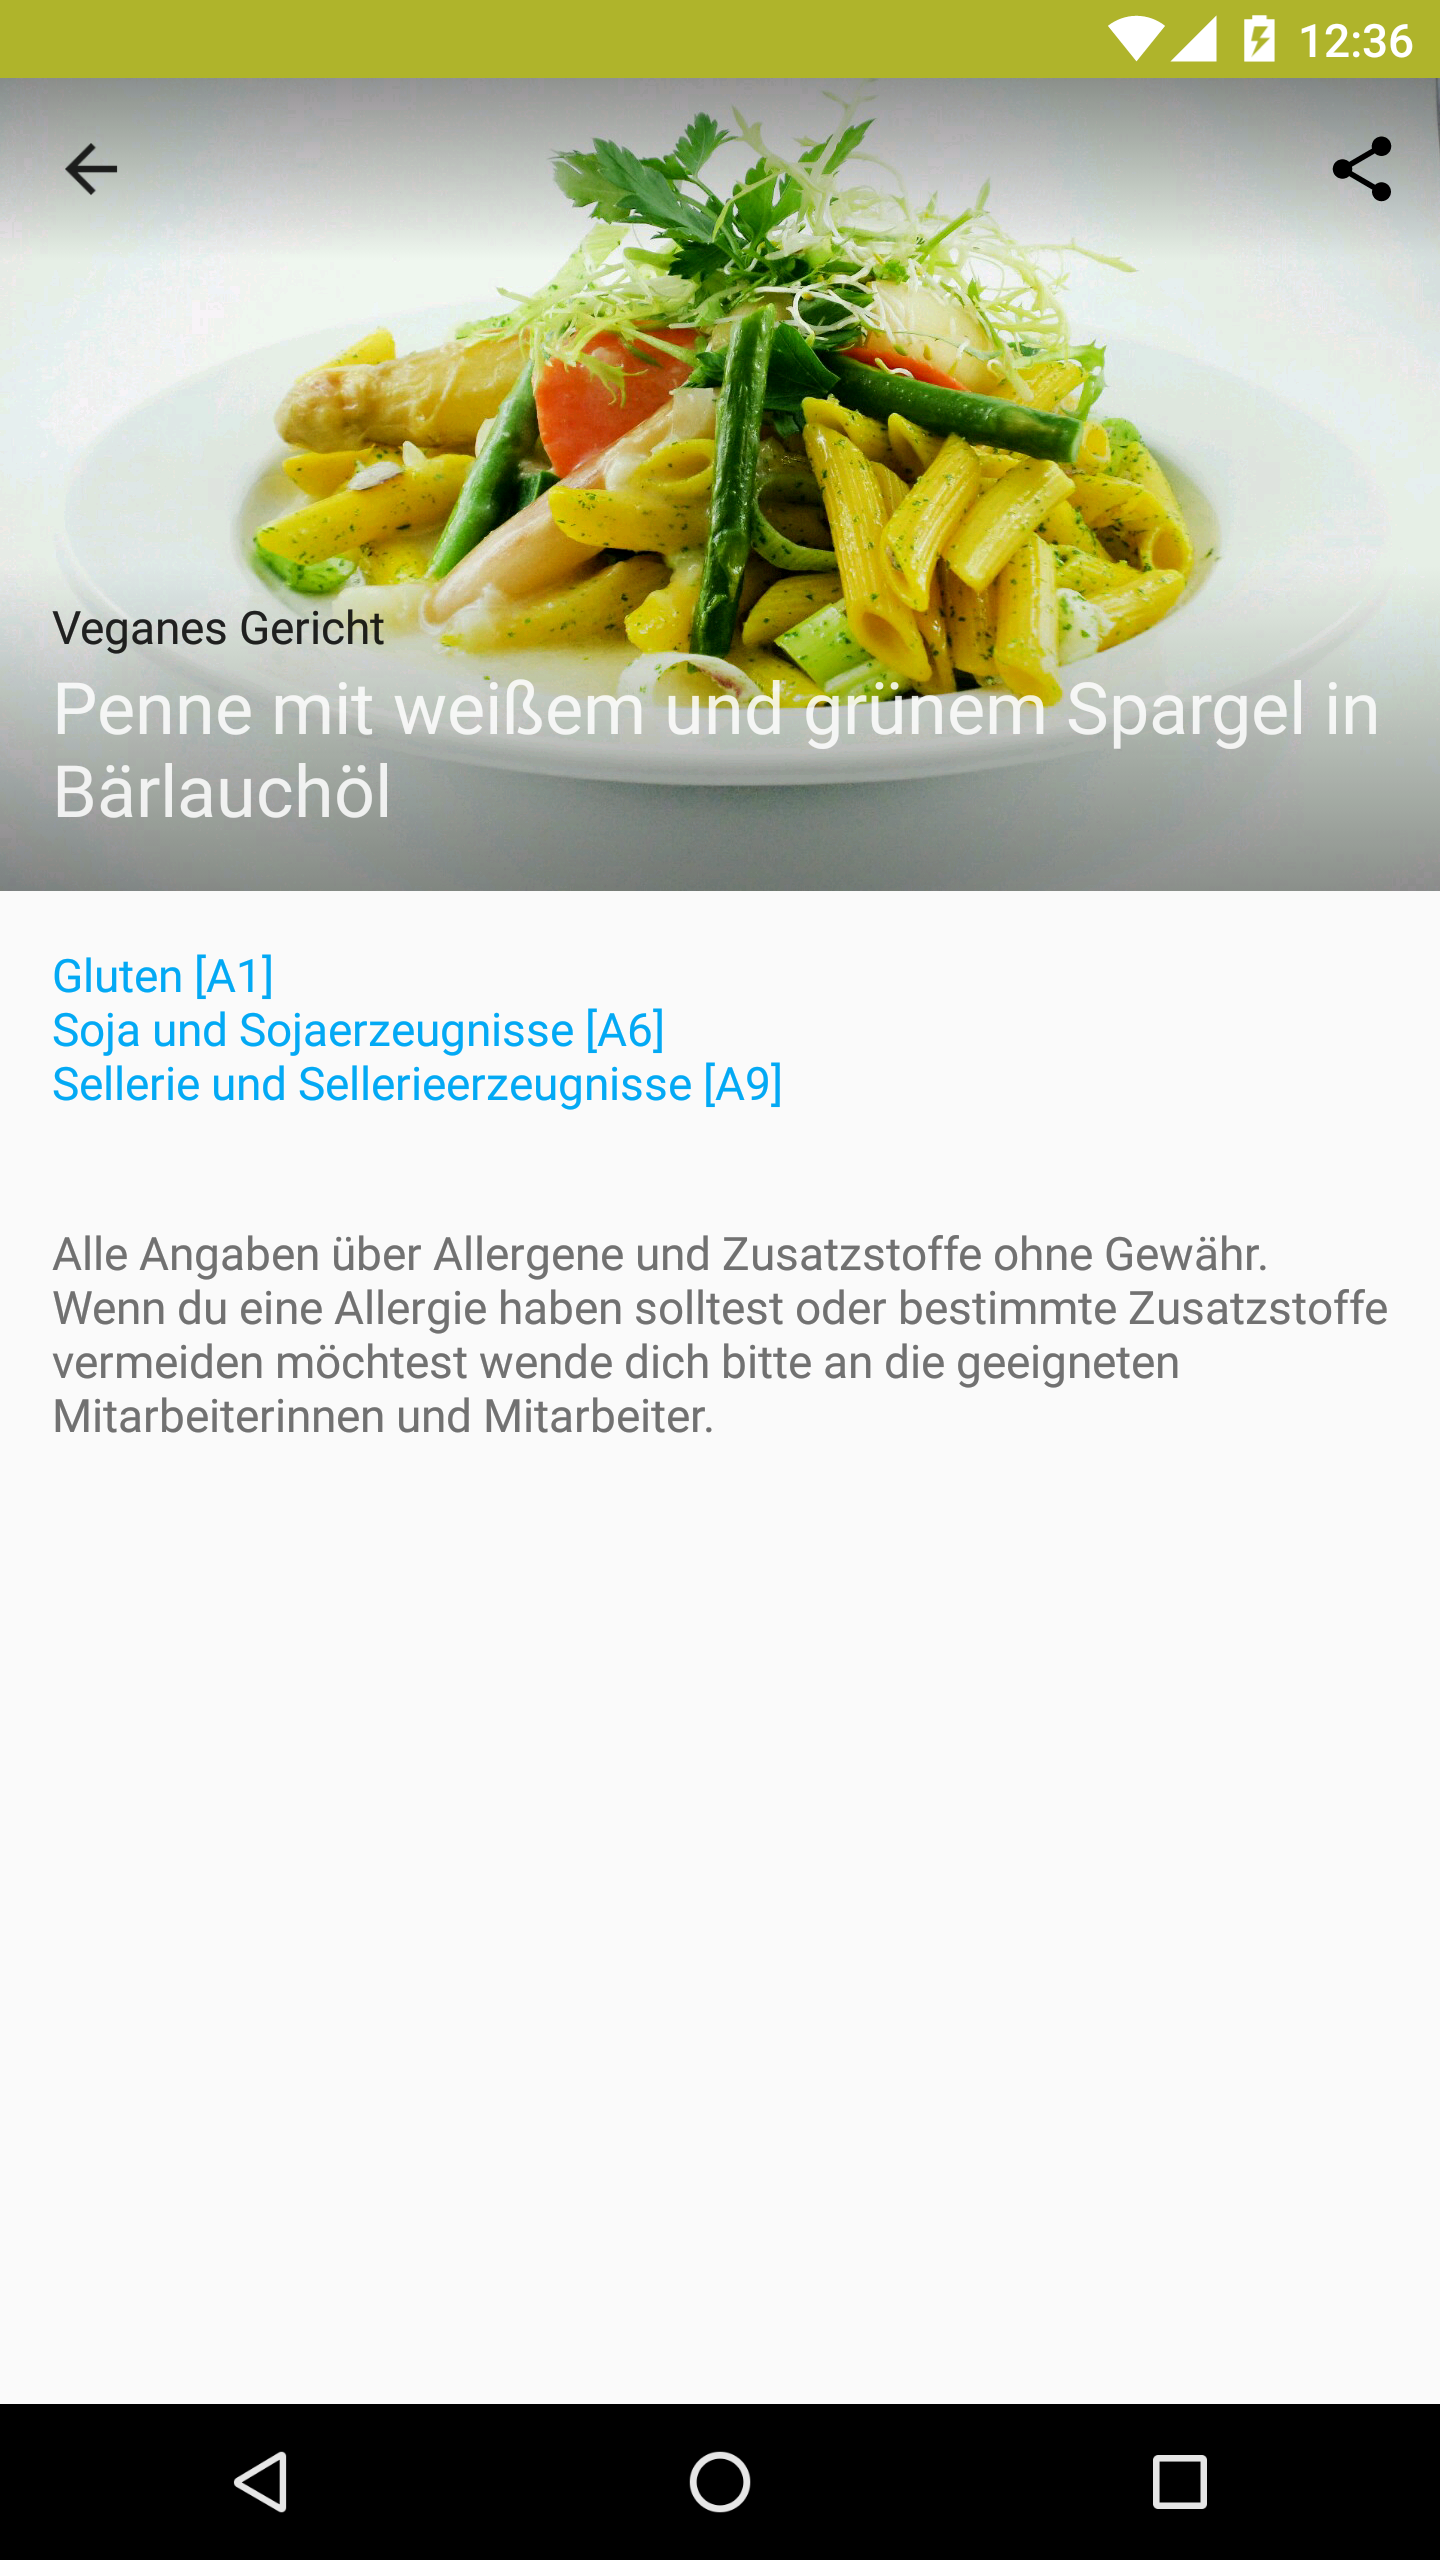 12:36
Veganes Gericht
Penne mit weißem und grünem Spargel in
Bärlauchöl
Gluten [A1]
Soja und Sojaerzeugnisse [A6]
Sellerie und Sellerieerzeugnisse [A9]
Alle Angaben über Allergene und Zusatzstoffe ohne Gewähr.
Wenn du eine Allergie haben solltest oder bestimmte Zusatzstoffe
vermeiden möchtest wende dich bitte an die geeigneten
Mitarbeiterinnen und Mitarbeiter.